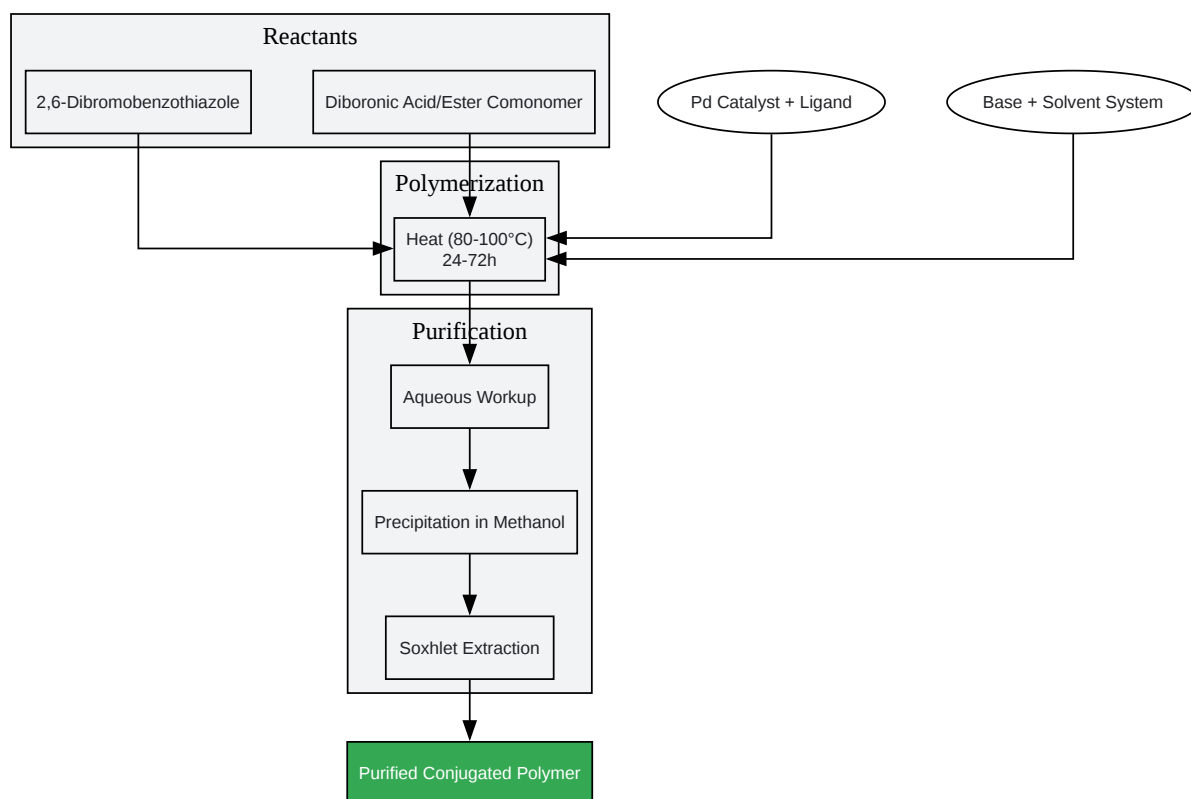 Reactants
2,6-Dibromobenzothiazole
Diboronic Acid/Ester Comonomer
Pd Catalyst + Ligand
Base + Solvent System
Polymerization
Heat (80-100°C)
24-72h
Purification
Aqueous Workup
Precipitation in Methanol
Soxhlet Extraction
Purified Conjugated Polymer